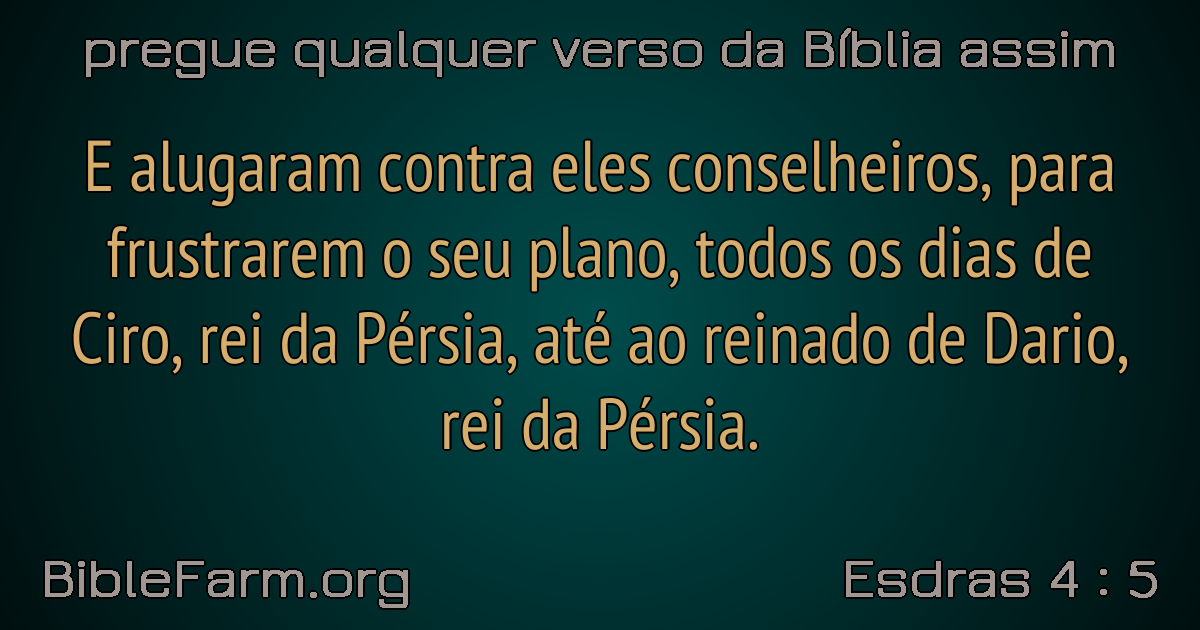 pregue qualquer verso da Bíblia assim
E alugaram contra eles conselheiros, para
frustrarem o seu plano, todos os dias de
Ciro, rei da Pérsia, até ao reinado de Dario,
rei da Pérsia.
BibleFarm.org
Esdras 4 : 5